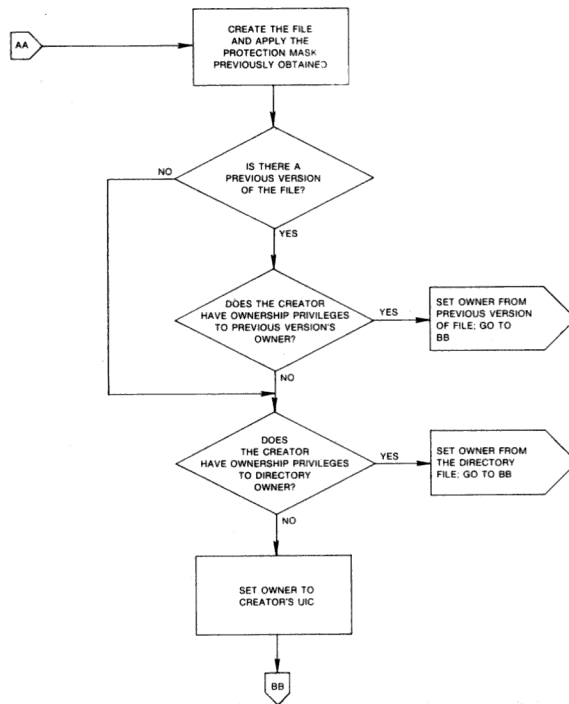 CREATE THE FILE
AND APPLY THE
PROTECTION MASK
PREVIOUSLY OBTAINED
AA
IS THERE A
PREVIOUS VERSION
OF THE FILE?
NO
YES
DOES THE CREATOR
HAVE OWNERSHIP PRIVILEGES
TO PREVIOUS VERSION'S
OWNER?
YES
SET OWNER FROM
PREVIOUS VERSION
OF FILE; GO TO
BB
NO
DOES
THE CREATOR
HAVE OWNERSHIP PRIVILEGES
TO DIRECTORY
OWNER?
YES
SET OWNER FROM
THE DIRECTORY
FILE; GO TO BB
NO
SET OWNER TO
CREATOR'S UIC
BB